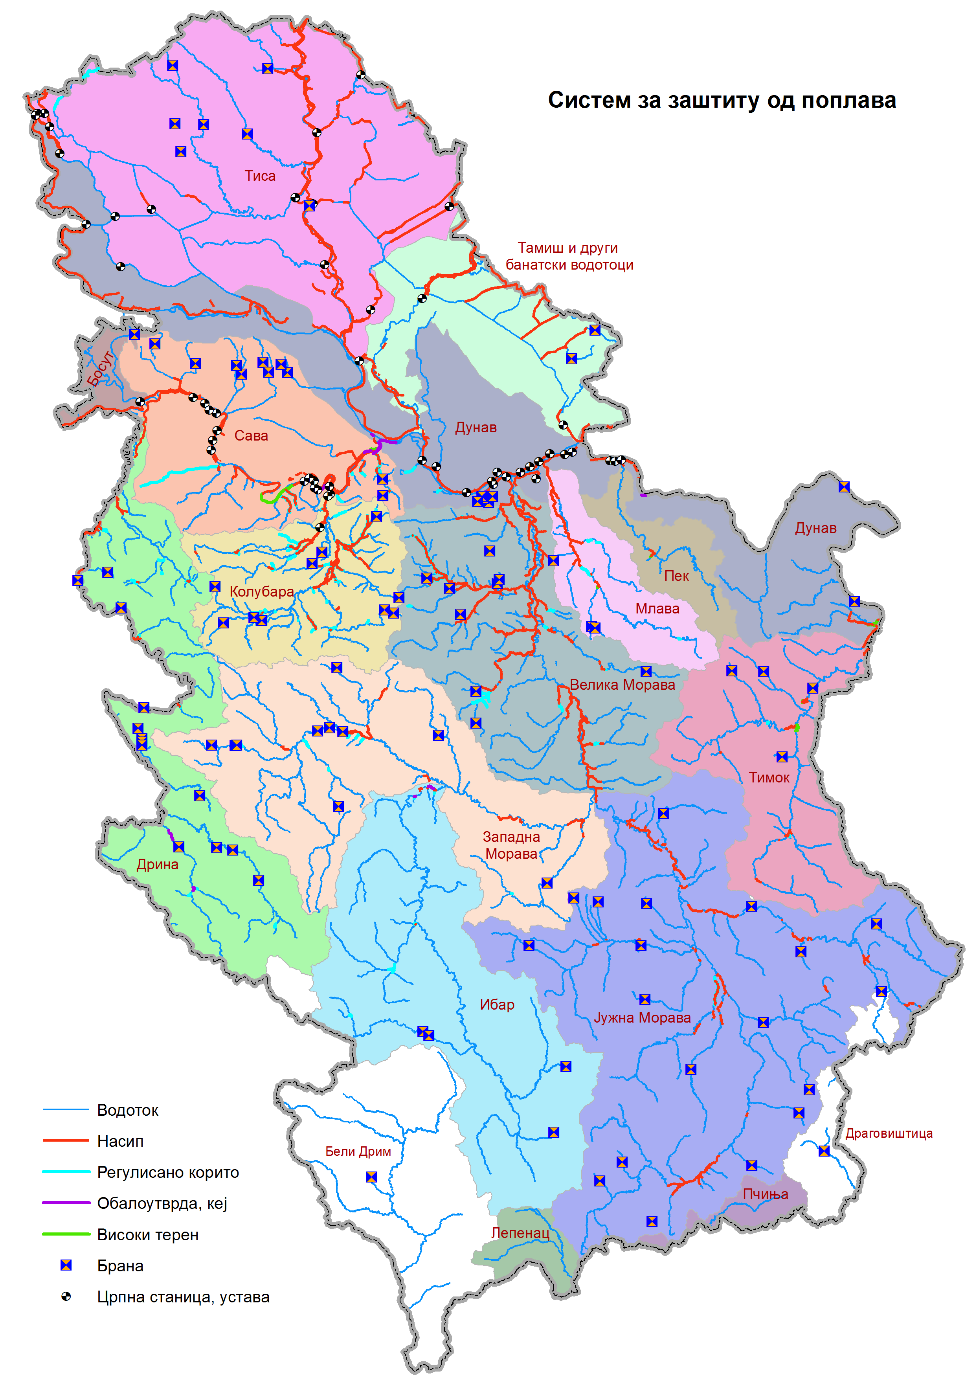 Систем за заштиту од поплава
Тиса
Тамиш и други
банатски водотоци
Босут
Дунав
Сава
Дунав
Пек
Колубара
Млава
Велика Морава
Тимок
Западна
Морава
Дрина
Ибар
Јужна Морава
Драговиштица
Бели Дрим
Пчиња
Лепенац
Водоток
Насип
Регулисано корито
Обалоутврда, кеј
Високи терен
Брана
Црпна станица, устава